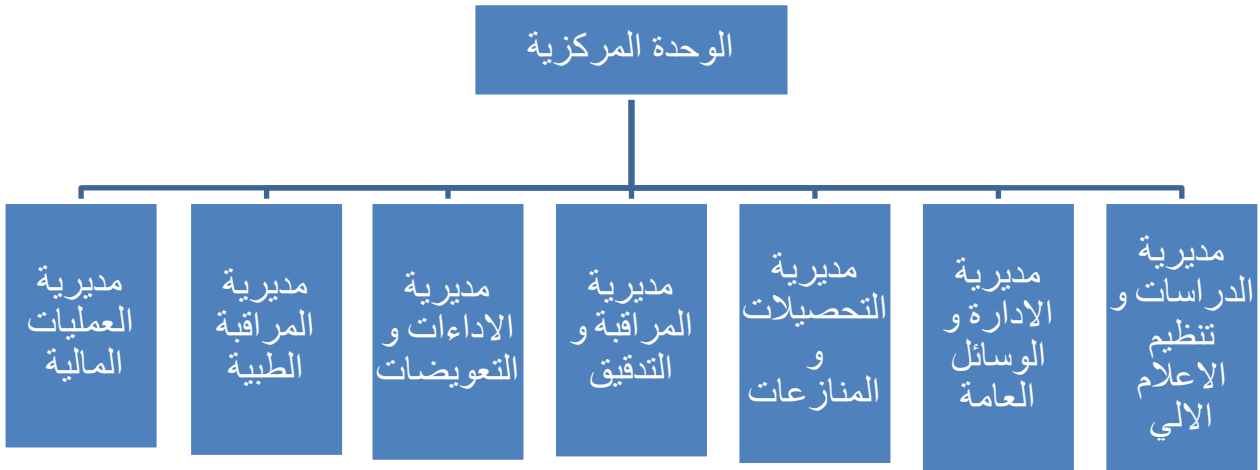 الوحدة المركزية
مديرية
الدراسات و
تنظيم
الاعلام
الالي
مديرية
الادارة و
الوسائل
العامة
مديرية
التحصيلات
و
المنازعات
مديرية
المراقبة و
التدقيق
مديرية
الاداءات و
التعويضات
مديرية
المراقبة
الطبية
مديرية
العمليات
المالية